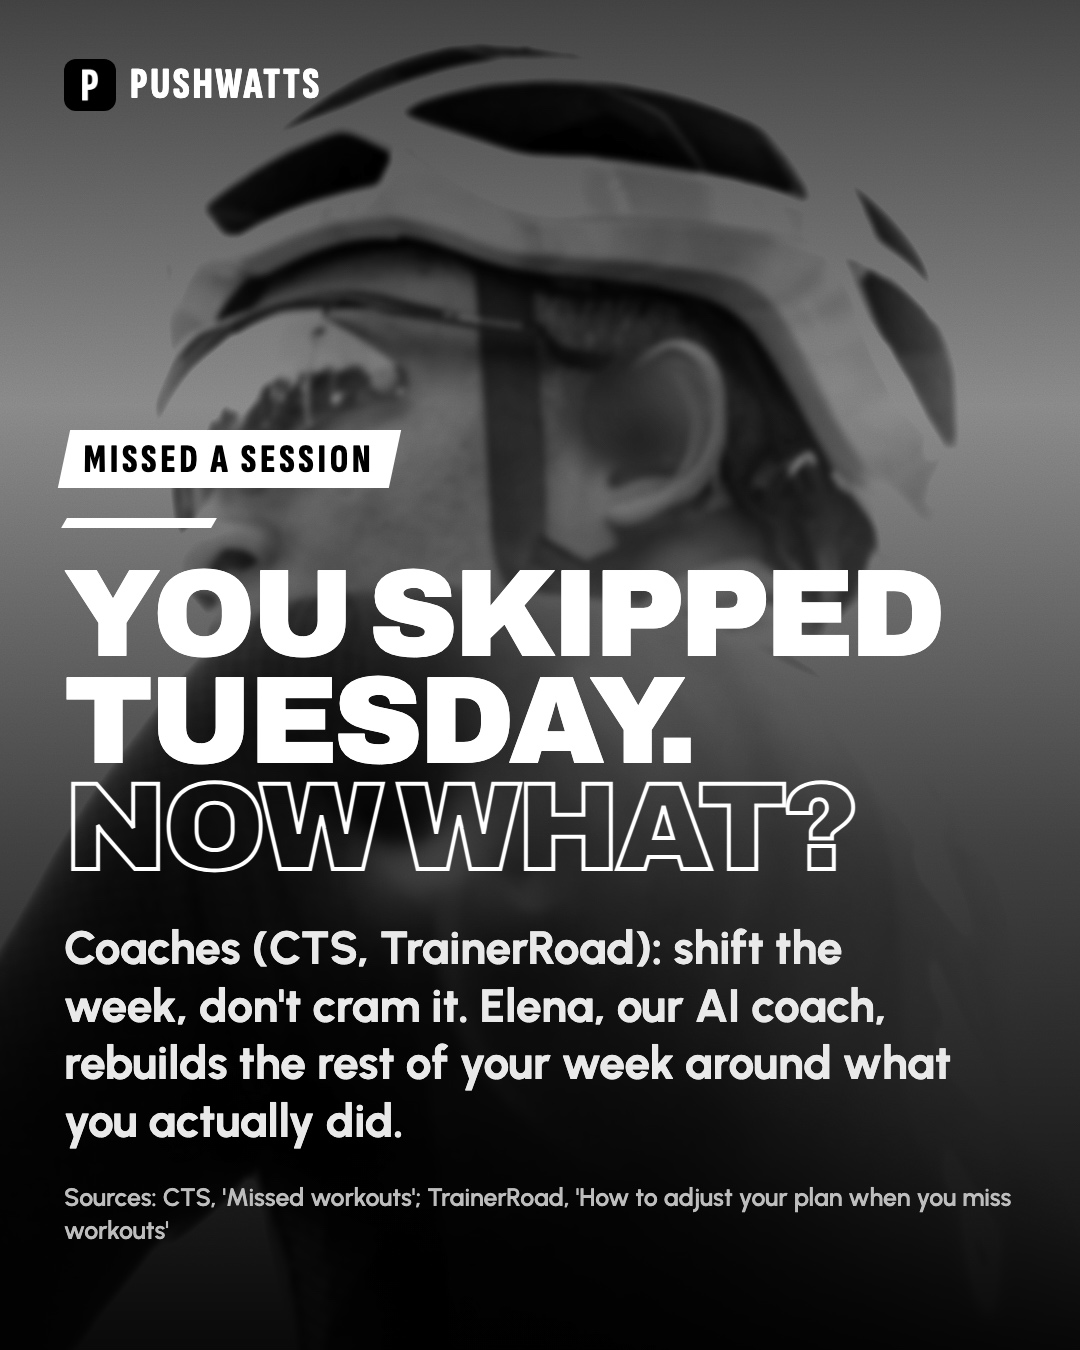 P PUSHWATTS
MISSED A SESSION
YOU SKIPPED
TUESDAY.
NOW WHAT?
Coaches (CTS, TrainerRoad): shift the
week, don't cram it. Elena, our AI coach,
rebuilds the rest of your week around what
you actually did.
Sources: CTS, 'Missed workouts'; TrainerRoad, 'How to adjust your plan when you miss
workouts'